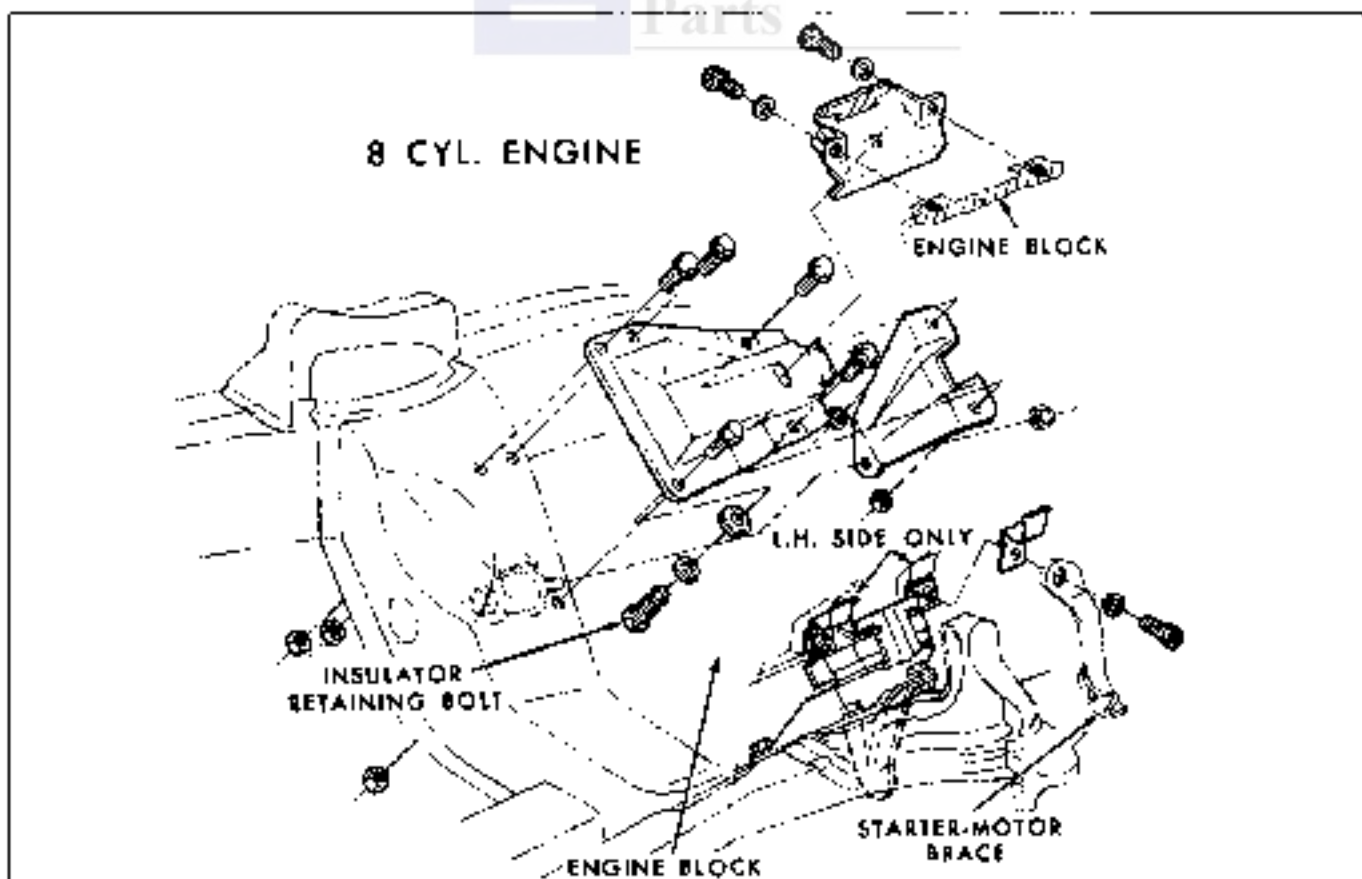 Parts
8 CYL. ENGINE
ENGINE BLOCK
L.H. SIDE ONLY
INSULATOR
RETAINING BOLT
STARTER-MOTOR
BRACE
ENGINE BLOCK